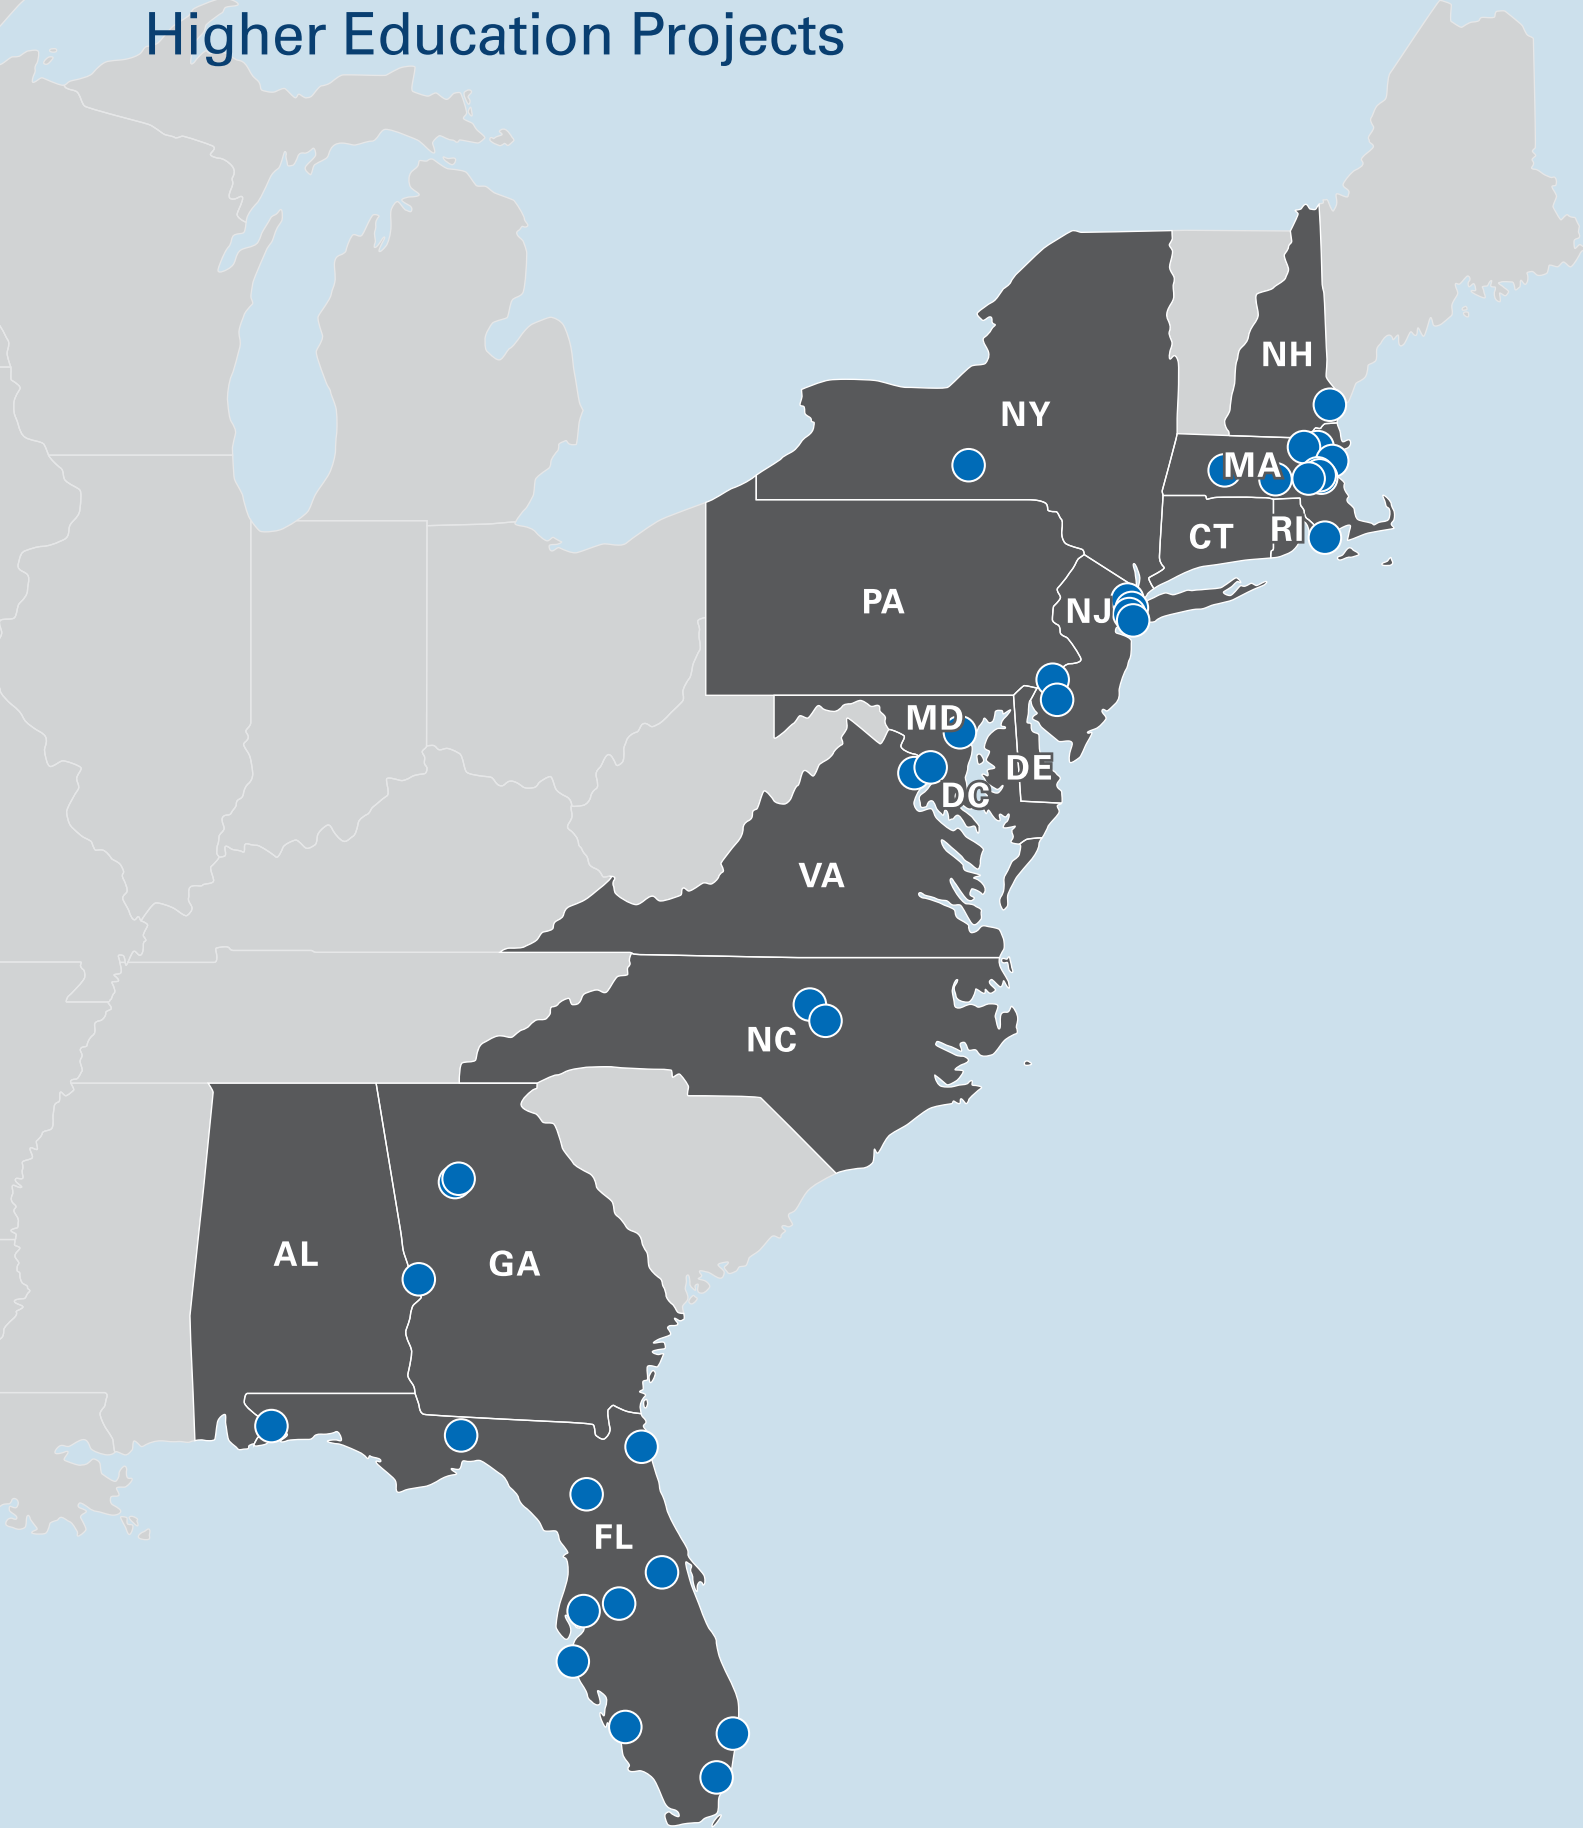 Higher Education Projects
NH
NY
MA
RI
CT
PA
NJ
MD
DE
DC
VA
NC
AL
GA
FL